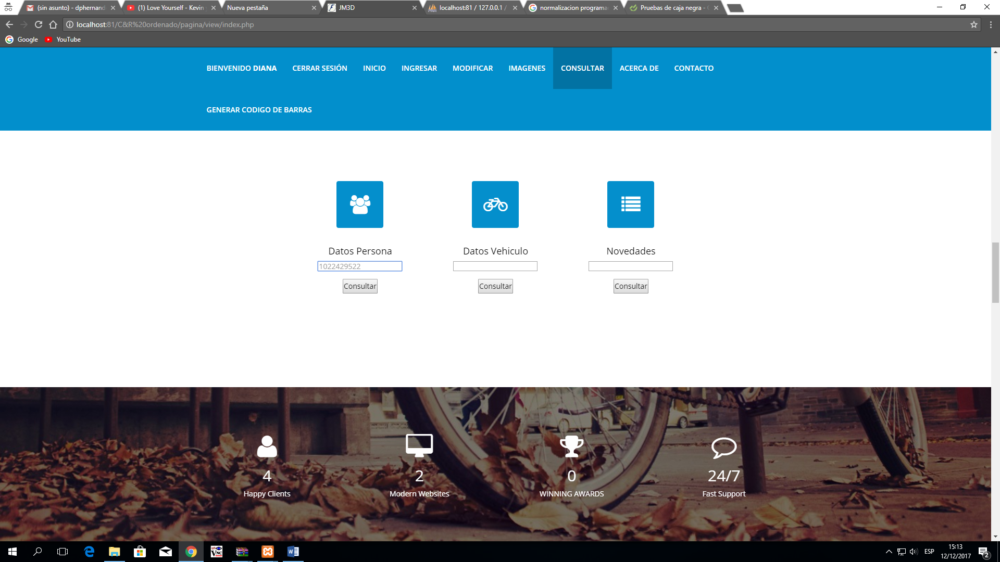 (sin asunto) - dphernand
(1) Love Yourself - Kevin
Nueva pestaña
JM3D
localhost:81 / 127.0.0.1 /
normalizacion programa
Pruebas de caja negra -
localhost:81/C&R%20ordenado/pagina/view/index.php
Google
YouTube
BIENVENIDO DIANA
CERRAR SESIÓN
INICIO
INGRESAR
MODIFICAR
IMAGENES
CONSULTAR
ACERCA DE
CONTACTO
GENERAR CODIGO DE BARRAS
Datos Persona
Datos Vehiculo
Novedades
1022429522
Consultar
Consultar
Consultar
4
2
0
24/7
Happy Clients
Modern Websites
WINNING AWARDS
Fast Support
VNC
ESP
15:13
12/12/2017
2